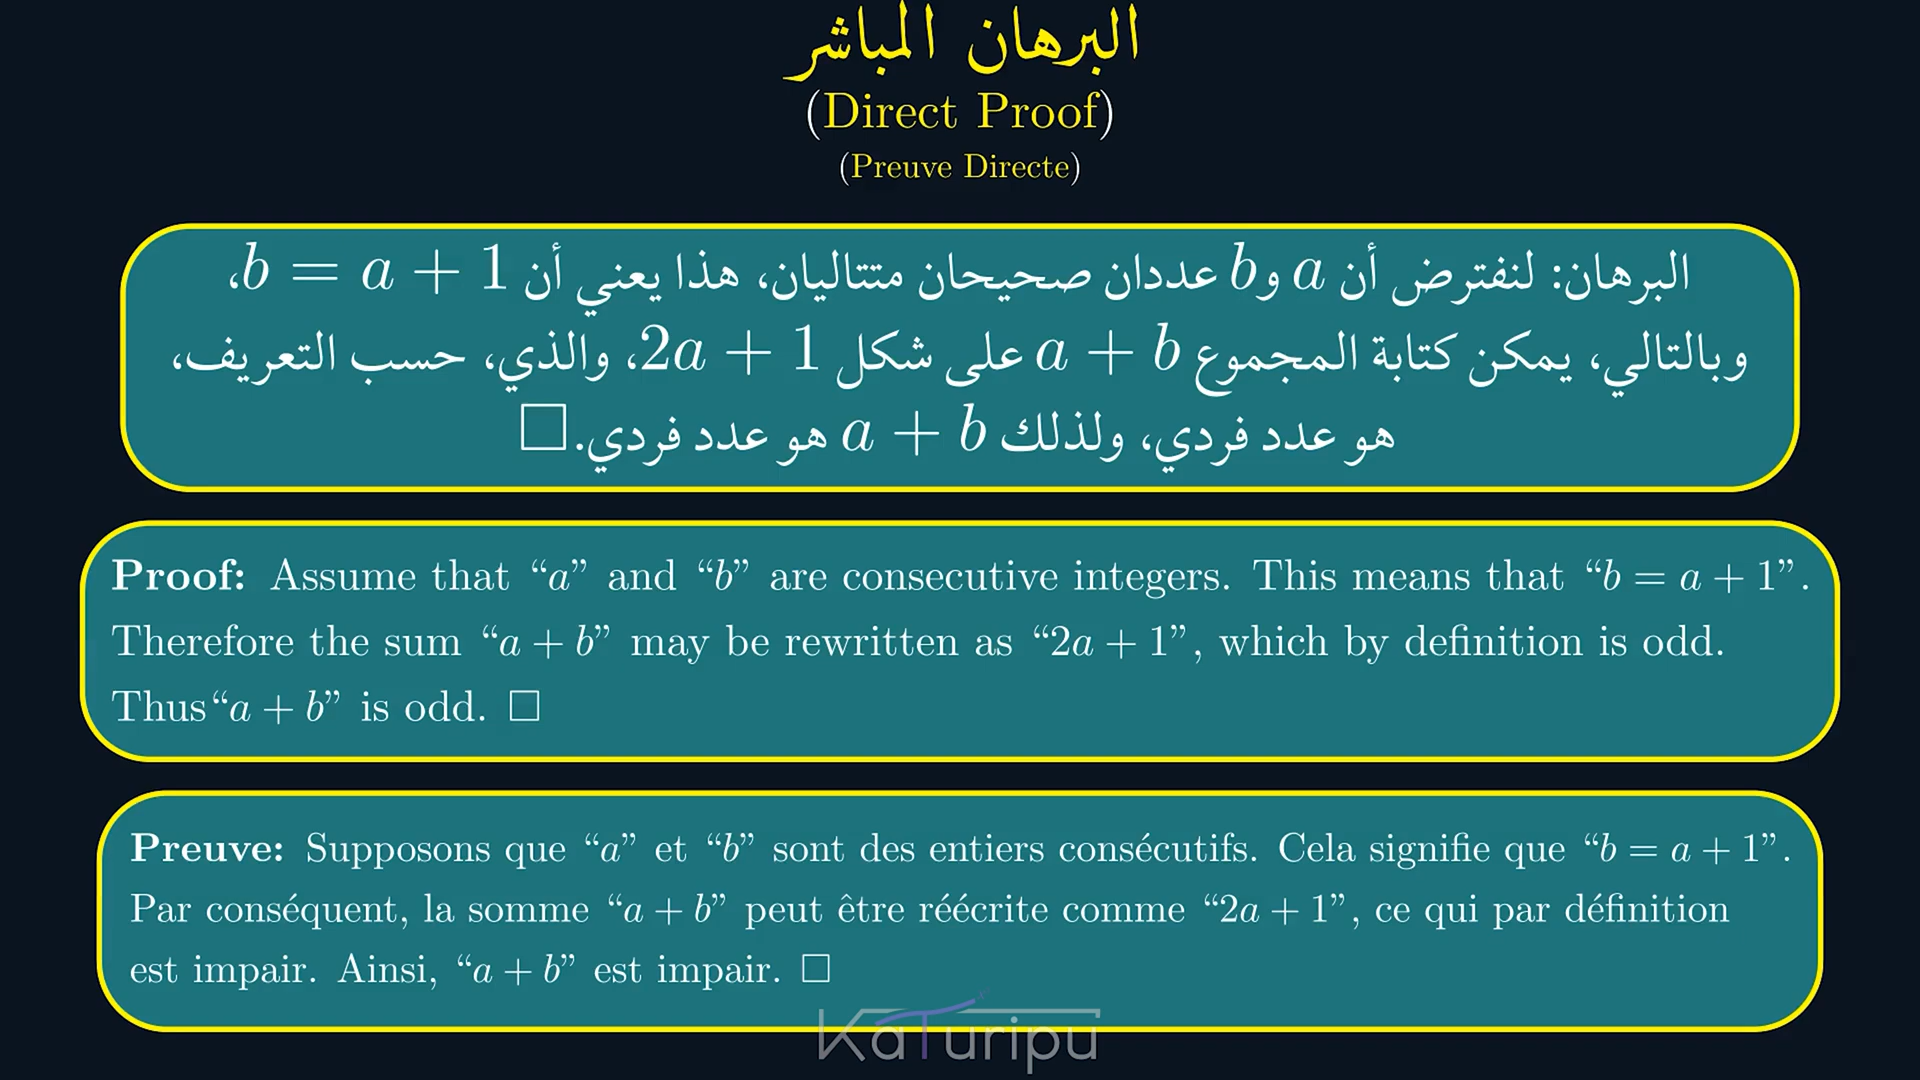 البرهان المباشر
(Direct Proof)
(Preuve Directe)
البرهان: لنفترض أن a وb عددان صحيحان متتاليان، هذا يعني أن b = a + 1،
وبالتالي، يمكن كتابة المجموع a + b على شكل 2a + 1، والذي، حسب التعريف،
هو عدد فردي، ولذلك a + b هو عدد فردي.□
Proof: Assume that “a” and “b” are consecutive integers. This means that “b = a + 1”.
Therefore the sum “a + b” may be rewritten as “2a + 1”, which by definition is odd.
Thus“a + b” is odd. □
Preuve: Supposons que “a” et “b” sont des entiers consécutifs. Cela signifie que “b = a + 1”.
Par conséquent, la somme “a + b” peut être réécrite comme “2a + 1”, ce qui par définition
est impair. Ainsi, “a + b” est impair. □
KaTuripu